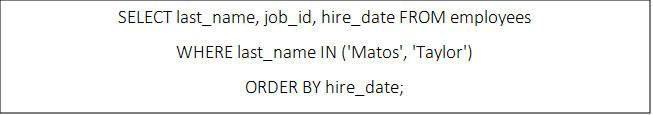 SELECT last_name, job_id, hire_date FROM employees
WHERE last_name IN ('Matos', 'Taylor')
ORDER BY hire_date;